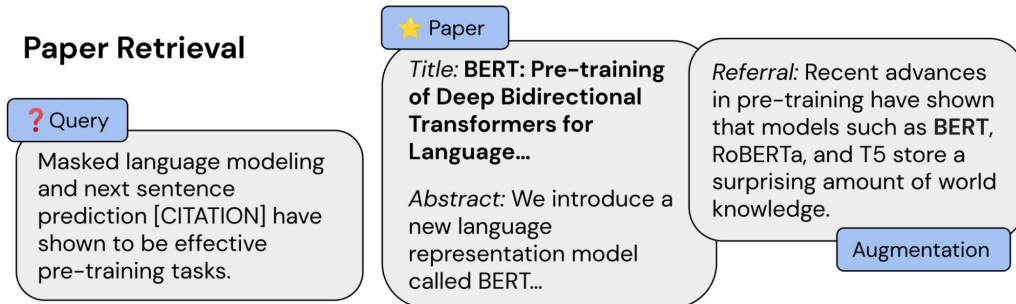 Paper Retrieval
❓Query
Masked language modeling
and next sentence
prediction [CITATION] have
shown to be effective
pre-training tasks.
⭐ Paper
Title: BERT: Pre-training
of Deep Bidirectional
Transformers for
Language...
Abstract: We introduce a
new language
representation model
called BERT...
Referral: Recent advances
in pre-training have shown
that models such as BERT,
RoBERTa, and T5 store a
surprising amount of world
knowledge.
Augmentation